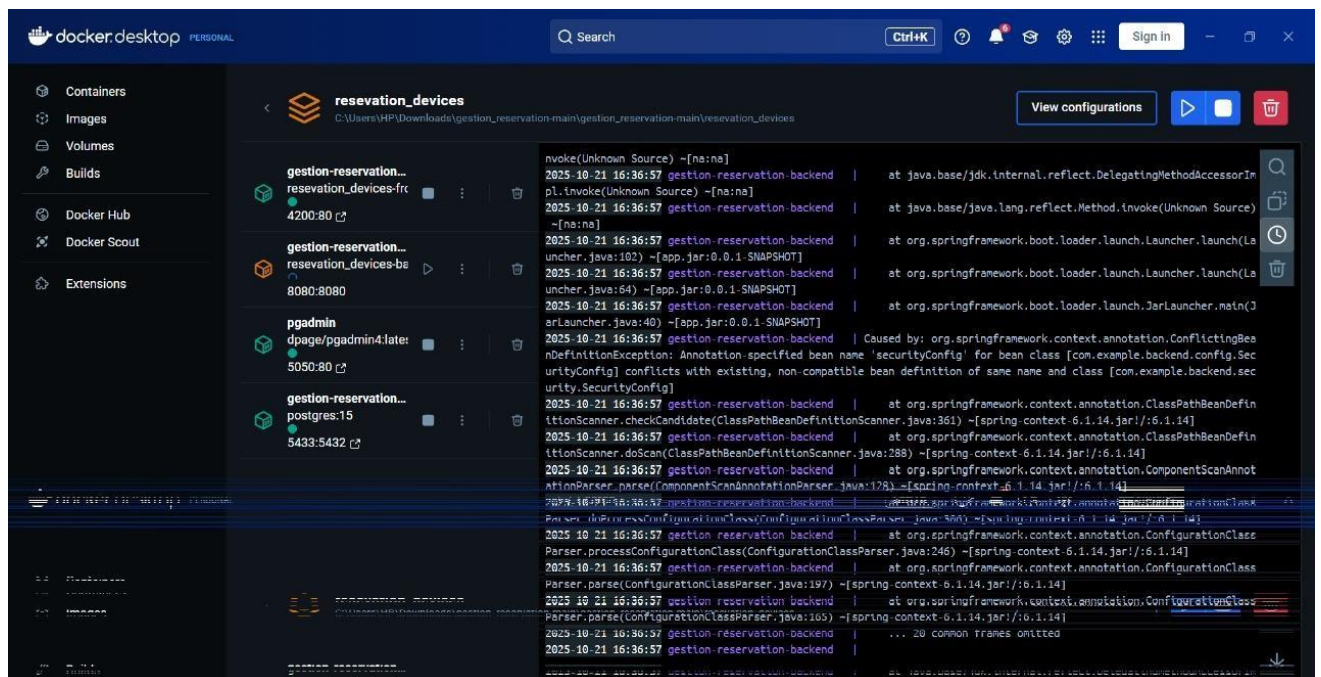 docker.desktop PERSONAL
Search
Ctrl+K
6
Sign in
Containers
Images
Volumes
Builds
Docker Hub
Docker Scout
Extensions
resevation_devices
C:\Users\HP\Downloads\gestion_reservation-main\gestion_reservation-main\resevation_devices
View configurations
gestion-reservation...
resevation_devices-frc
4200:80
gestion-reservation...
resevation_devices-ba
8080:8080
pgadmin
dpage/pgadmin4:late
5050:80
gestion-reservation...
postgres:15
5433:5432
nvoke(Unknown Source) ~[na:na]
2025-10-21 16:36:57 gestion-reservation-backend | at java.base/jdk.internal.reflect.DelegatingMethodAccessorIm
pl.invoke(Unknown Source) ~[na:na]
2025-10-21 16:36:57 gestion-reservation-backend | at java.base/java.lang.reflect.Method.invoke(Unknown Source)
~[na:na]
2025-10-21 16:36:57 gestion-reservation-backend | at org.springframework.boot.loader.launch.Launcher.launch(La
uncher.java:102) ~[app.jar:0.0.1-SNAPSHOT]
2025-10-21 16:36:57 gestion-reservation-backend | at org.springframework.boot.loader.launch.Launcher.launch(La
uncher.java:64) ~[app.jar:0.0.1-SNAPSHOT]
2025-10-21 16:36:57 gestion-reservation-backend | at org.springframework.boot.loader.launch.JarLauncher.main(J
arLauncher.java:40) ~[app.jar:0.0.1-SNAPSHOT]
2025-10-21 16:36:57 gestion-reservation-backend | Caused by: org.springframework.context.annotation.ConflictingBea
nDefinitionException: Annotation-specified bean name 'securityConfig' for bean class [com.example.backend.config.Sec
urityConfig] conflicts with existing, non-compatible bean definition of same name and class [com.example.backend.sec
urity.SecurityConfig]
2025-10-21 16:36:57 gestion-reservation-backend | at org.springframework.context.annotation.ClassPathBeanDefin
itionScanner.checkCandidate(ClassPathBeanDefinitionScanner.java:361) ~[spring-context-6.1.14.jar!/:6.1.14]
2025-10-21 16:36:57 gestion-reservation-backend | at org.springframework.context.annotation.ClassPathBeanDefin
itionScanner.doScan(ClassPathBeanDefinitionScanner.java:288) ~[spring-context-6.1.14.jar!/:6.1.14]
2025-10-21 16:36:57 gestion-reservation-backend | at org.springframework.context.annotation.ComponentScanAnnot
ationParser.parse(ComponentScanAnnotationParser.java:128) ~[spring-context-6.1.14.jar!/:6.1.14]
2025-10-21 16:36:57 gestion-reservation-backend
2025-10-21 16:36:57 gestion-reservation-backend | at org.springframework.context.annotation.ConfigurationClass
Parser.processConfigurationClass(ConfigurationClassParser.java:246) ~[spring-context-6.1.14.jar!/:6.1.14]
2025-10-21 16:36:57 gestion-reservation-backend | at org.springframework.context.annotation.ConfigurationClass
Parser.parse(ConfigurationClassParser.java:197) ~[spring-context-6.1.14.jar!/:6.1.14]
2025-10-21 16:36:57 gestion-reservation-backend | at org.springframework.context.annotation.ConfigurationClass
Parser.parse(ConfigurationClassParser.java:165) ~[spring-context-6.1.14.jar!/:6.1.14]
2025-10-21 16:36:57 gestion-reservation-backend | ... 20 common frames omitted
2025-10-21 16:36:57 gestion-reservation-backend |
Images